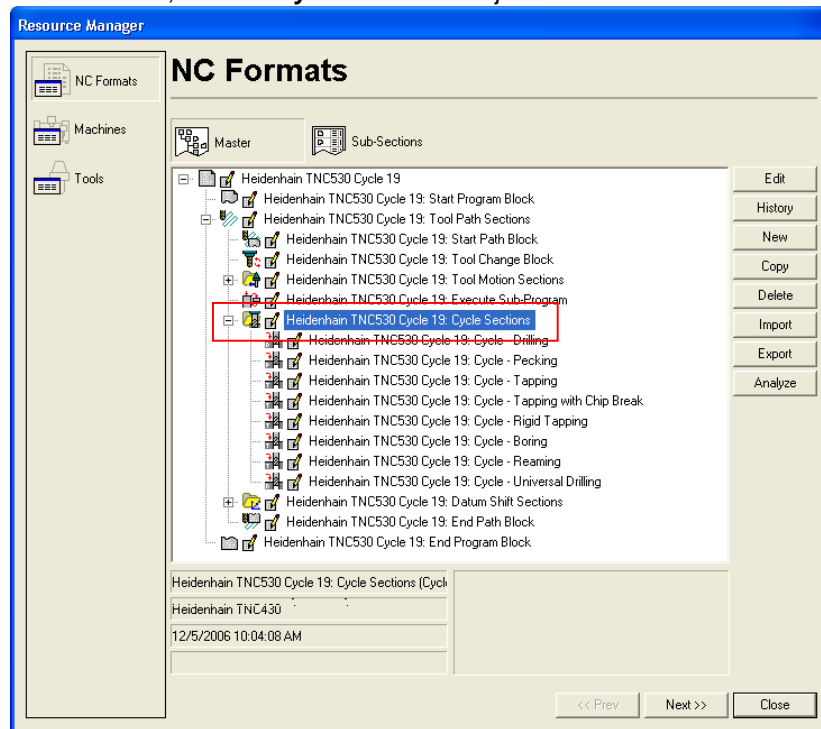 Resource Manager
NC Formats
NC Formats
Machines
Master
Sub-Sections
Tools
Heidenhain TNC530 Cycle 19
Edit
Heidenhain TNC530 Cycle 19: Start Program Block
History
Heidenhain TNC530 Cycle 19: Tool Path Sections
Heidenhain TNC530 Cycle 19: Start Path Block
New
Heidenhain TNC530 Cycle 19: Tool Change Block
Copy
Heidenhain TNC530 Cycle 19: Tool Motion Sections
Heidenhain TNC530 Cycle 19: Execute Sub-Program
Delete
Heidenhain TNC530 Cycle 19: Cycle Sections
Import
Heidenhain TNC530 Cycle 19: Cycle - Drilling
Heidenhain TNC530 Cycle 19: Cycle - Pecking
Export
Heidenhain TNC530 Cycle 19: Cycle - Tapping
Analyze
Heidenhain TNC530 Cycle 19: Cycle - Tapping with Chip Break
Heidenhain TNC530 Cycle 19: Cycle - Rigid Tapping
Heidenhain TNC530 Cycle 19: Cycle - Boring
Heidenhain TNC530 Cycle 19: Cycle - Reaming
Heidenhain TNC530 Cycle 19: Cycle - Universal Drilling
Heidenhain TNC530 Cycle 19: Datum Shift Sections
Heidenhain TNC530 Cycle 19: End Path Block
Heidenhain TNC530 Cycle 19: End Program Block
Heidenhain TNC530 Cycle 19: Cycle Sections (Cycl
Heidenhain TNC430
12/5/2006 10:04:08 AM
<< Prev
Next >>
Close